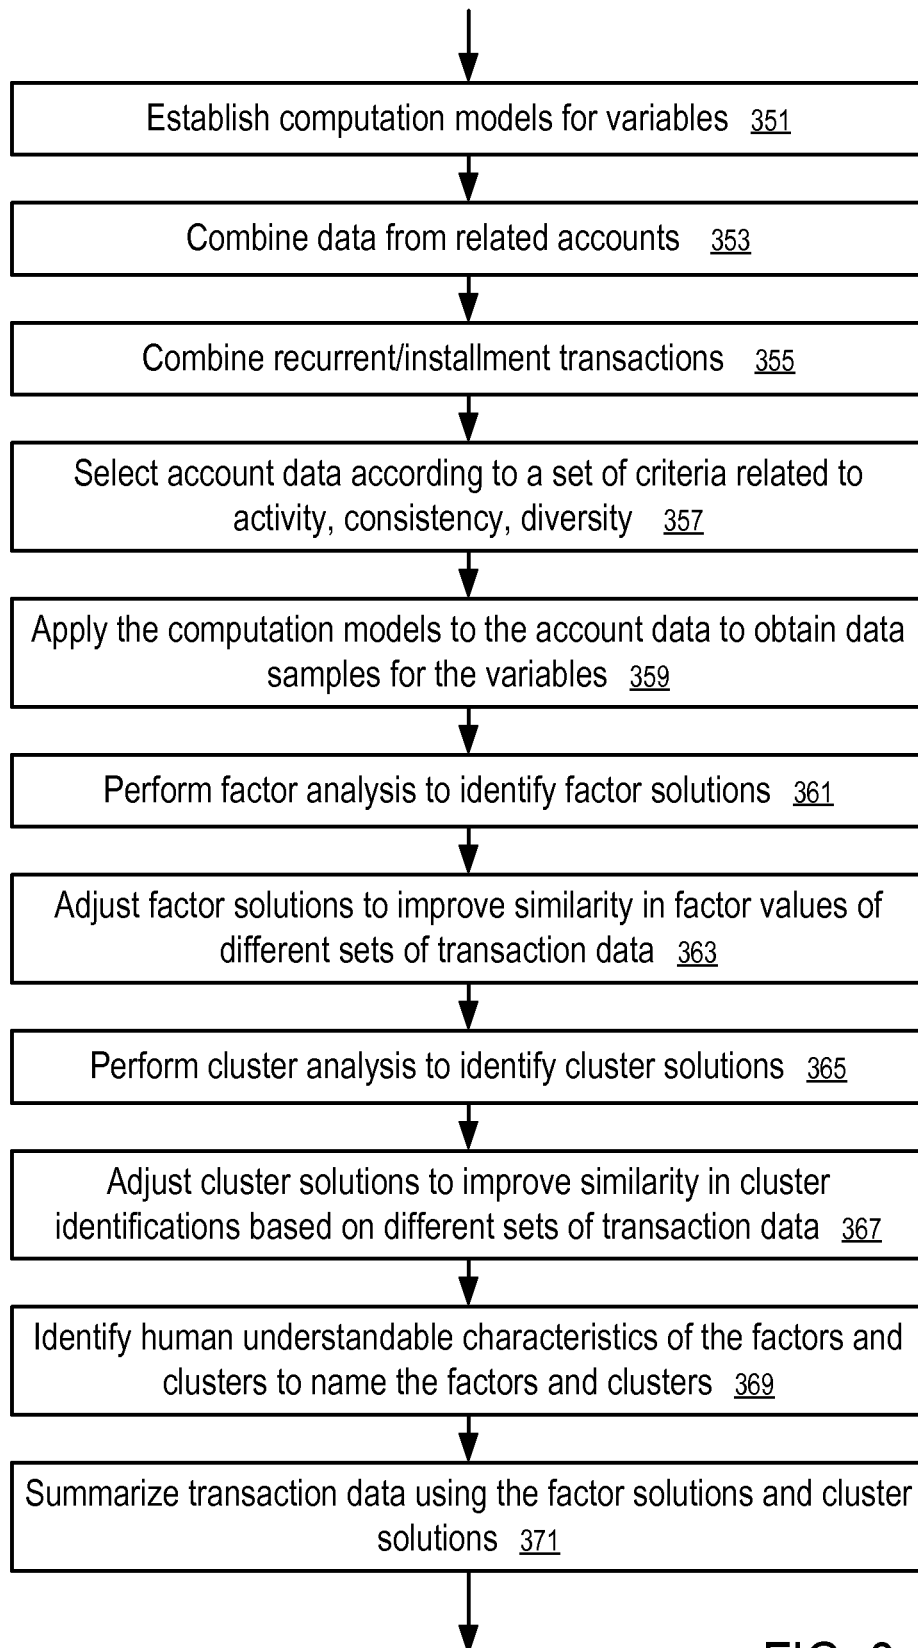 Establish computation models for variables 351
Combine data from related accounts 353
Combine recurrent/installment transactions 355
Select account data according to a set of criteria related to
activity, consistency, diversity 357
Apply the computation models to the account data to obtain data
samples for the variables 359
Perform factor analysis to identify factor solutions 361
Adjust factor solutions to improve similarity in factor values of
different sets of transaction data 363
Perform cluster analysis to identify cluster solutions 365
Adjust cluster solutions to improve similarity in cluster
identifications based on different sets of transaction data 367
Identify human understandable characteristics of the factors and
clusters to name the factors and clusters 369
Summarize transaction data using the factor solutions and cluster
solutions 371
FIG.